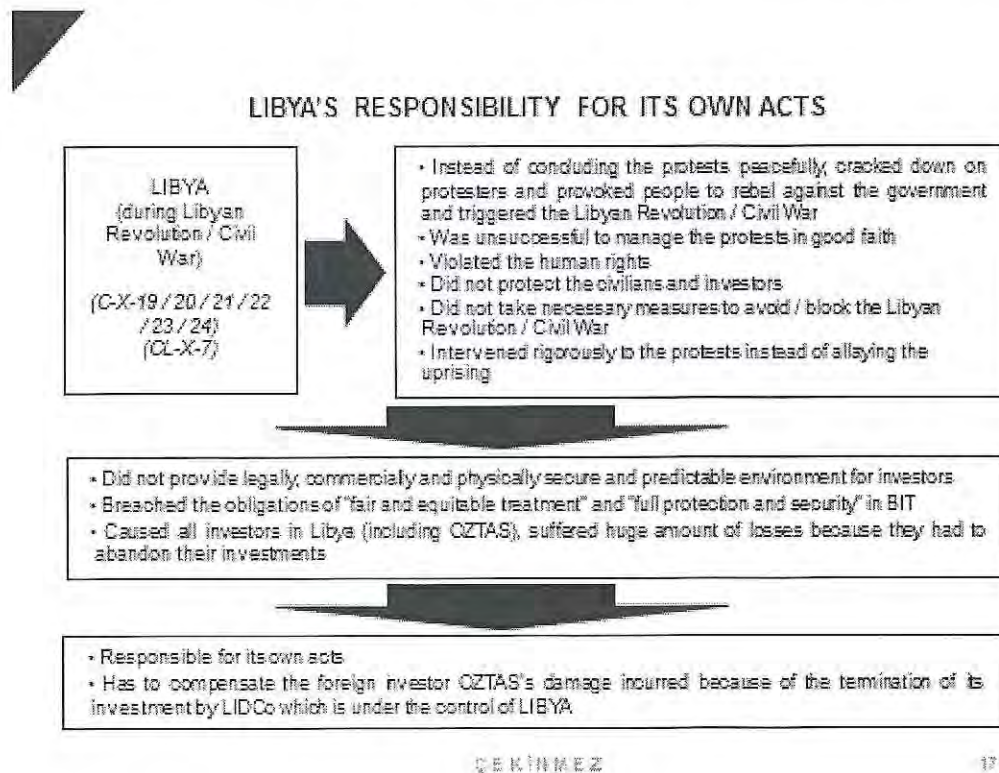 LIBYA'S RESPONSIBILITY FOR ITS OWN ACTS
LIBYA
(during Libyan
Revolution / Civil
War)
(C-X-19 / 20 / 21 / 22
/ 23 / 24)
(CL-X-7)
• Instead of concluding the protests peacefully, cracked down on
protesters and provoked people to rebel against the government
and triggered the Libyan Revolution / Civil War
• Was unsuccessful to manage the protests in good faith
• Violated the human rights
• Did not protect the civilians and investors
• Did not take necessary measures to avoid / block the Libyan
Revolution / Civil War
• Intervened rigorously to the protests instead of allaying the
uprising
• Did not provide legally, commercially and physically secure and predictable environment for investors
• Breached the obligations of "fair and equitable treatment" and "full protection and security" in BIT
• Caused all investors in Libya (including OZTAS), suffered huge amount of losses because they had to
abandon their investments
• Responsible for its own acts
• Has to compensate the foreign investor OZTAS's damage incurred because of the termination of its
investment by LIDCo which is under the control of LIBYA
ÇEKİNMEZ
17